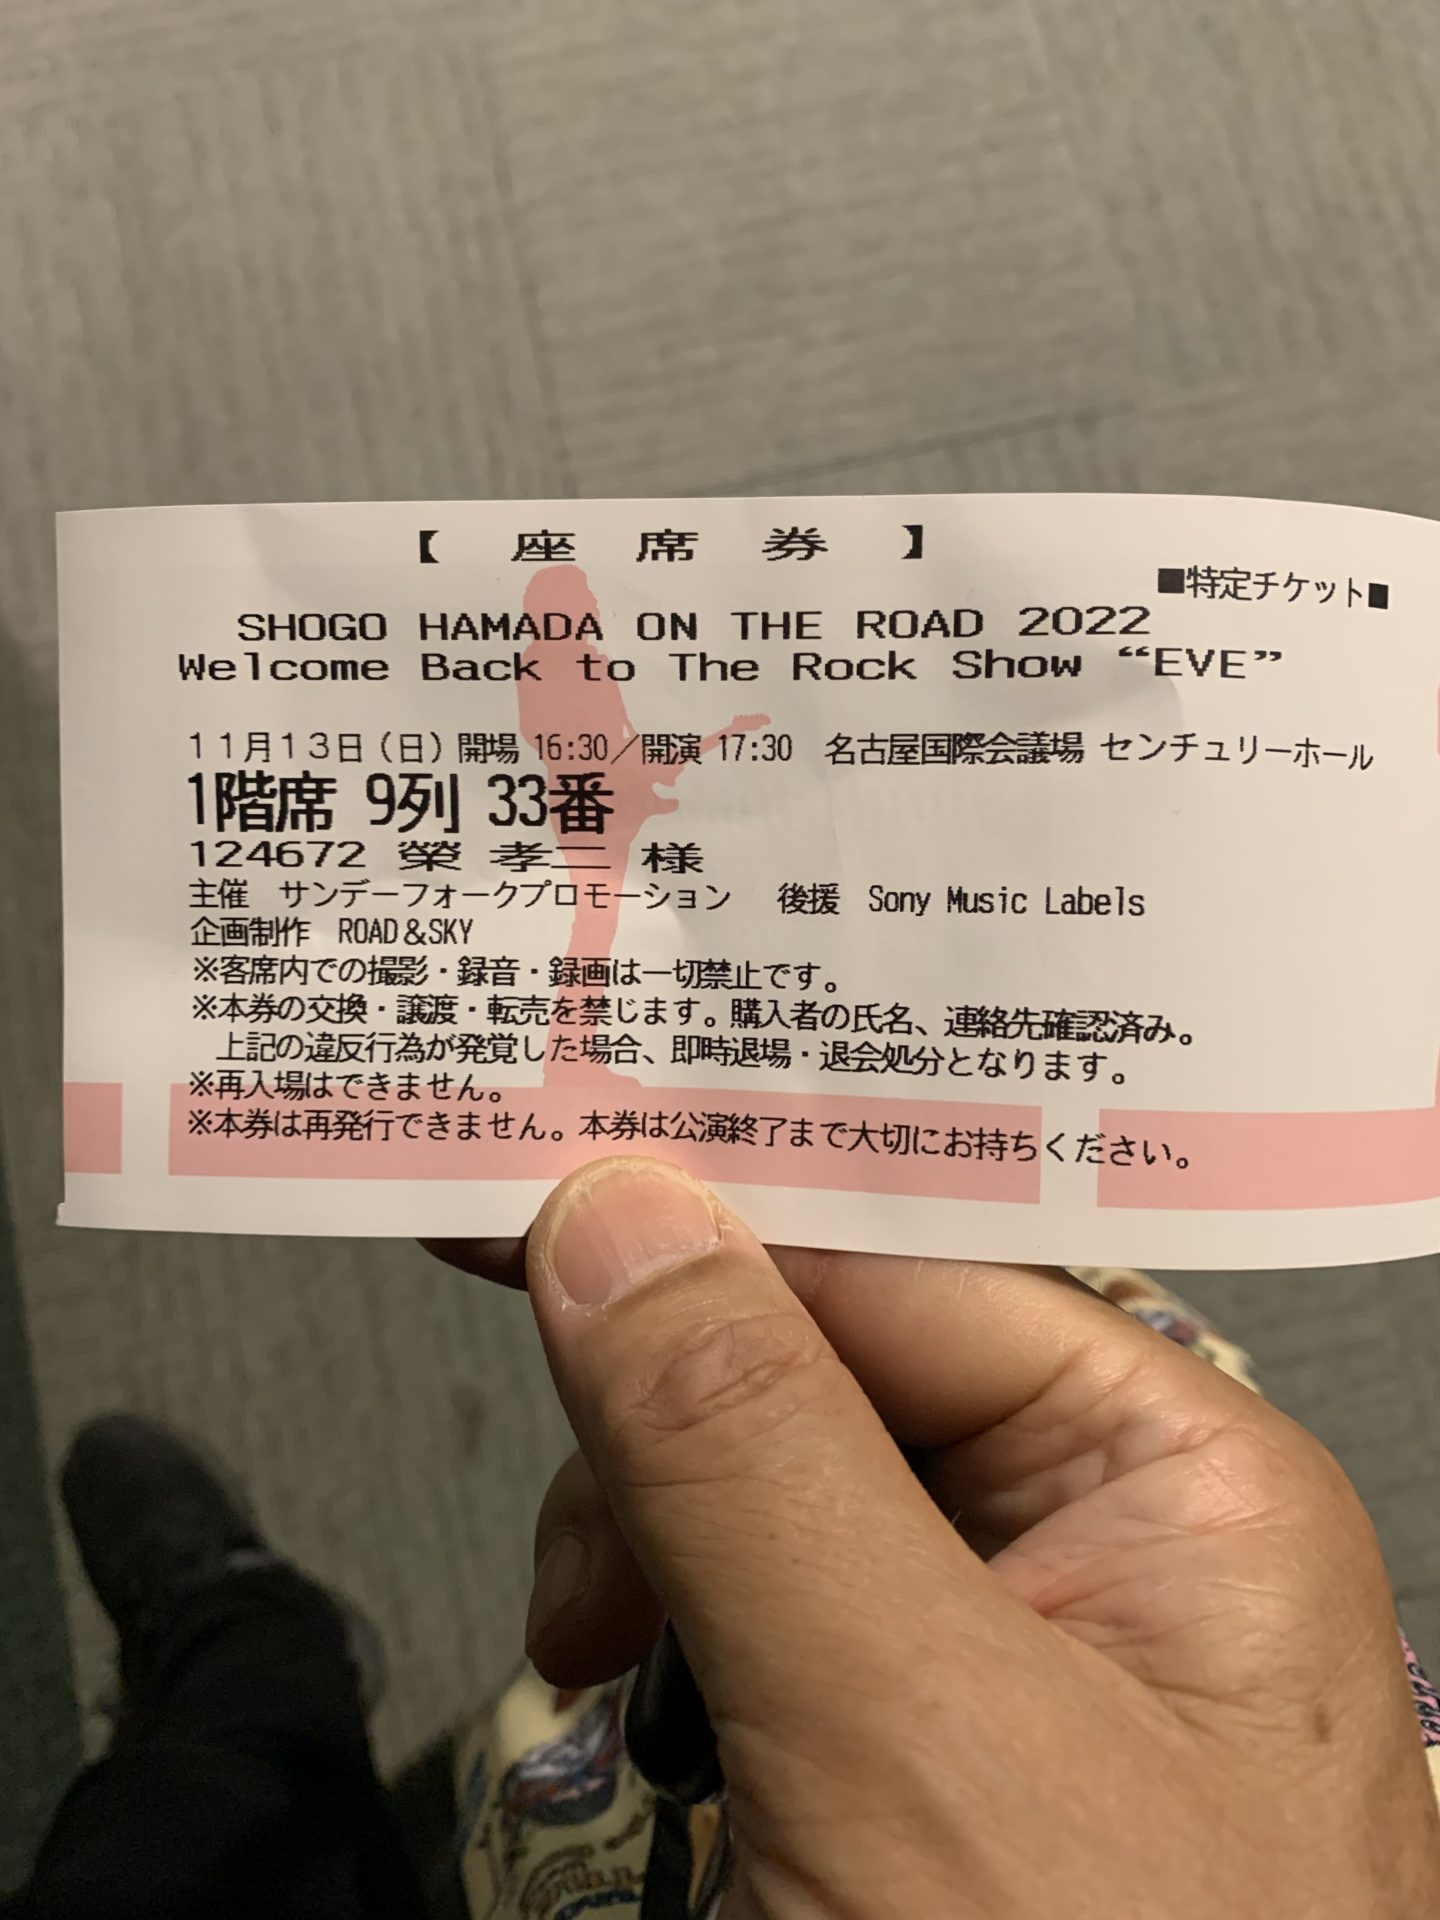 【 座 席 券 】
■特定チケット■
SHOGO HAMADA ON THE ROAD 2022
Welcome Back to The Rock Show “EVE”
11月13日(日)開場 16:30/開演 17:30 名古屋国際会議場 センチュリーホール
1階席 9列 33番
124672 榮 孝二 様
主催 サンデーフォークプロモーション 後援 Sony Music Labels
企画制作 ROAD&SKY
※客席内での撮影・録音・録画は一切禁止です。
※本券の交換・譲渡・転売を禁じます。購入者の氏名、連絡先確認済み。
上記の違反行為が発覚した場合、即時退場・退会処分となります。
※再入場はできません。
※本券は再発行できません。本券は公演終了まで大切にお持ちください。